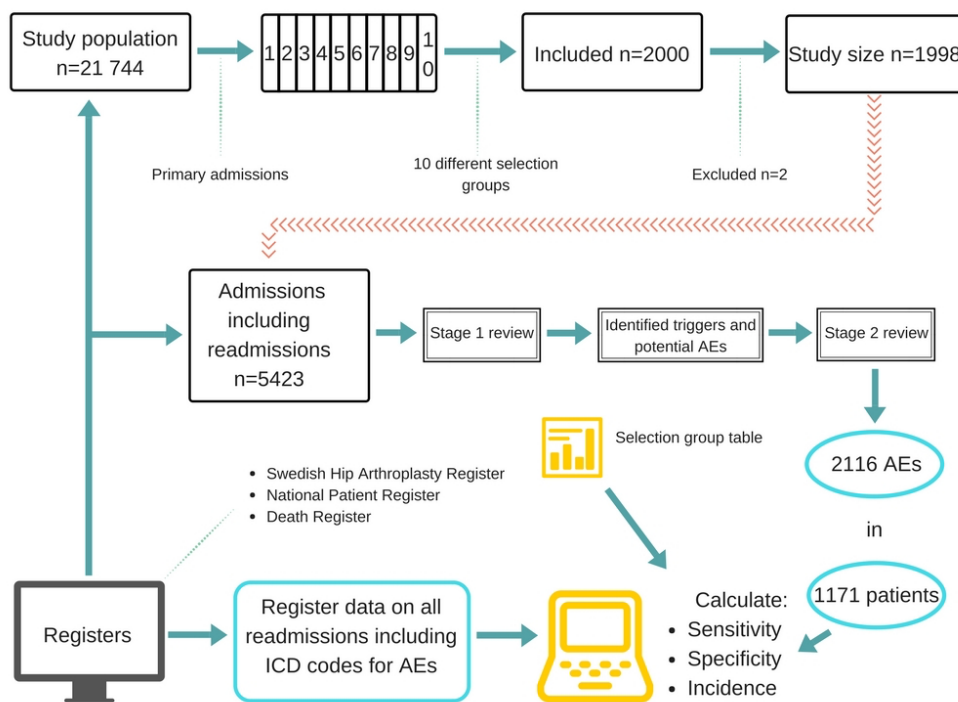 Study population
n=21 744
1 2 3 4 5 6 7 8 9 1
0
Included n=2000
Study size n=1998
Primary admissions
10 different selection
groups
Excluded n=2
Admissions
including
readmissions
n=5423
Stage 1 review
Identified triggers and
potential AEs
Stage 2 review
Selection group table
2116 AEs
in
1171 patients
• Swedish Hip Arthroplasty Register
• National Patient Register
• Death Register
Registers
Register data on all
readmissions including
ICD codes for AEs
Calculate:
• Sensitivity
• Specificity
• Incidence